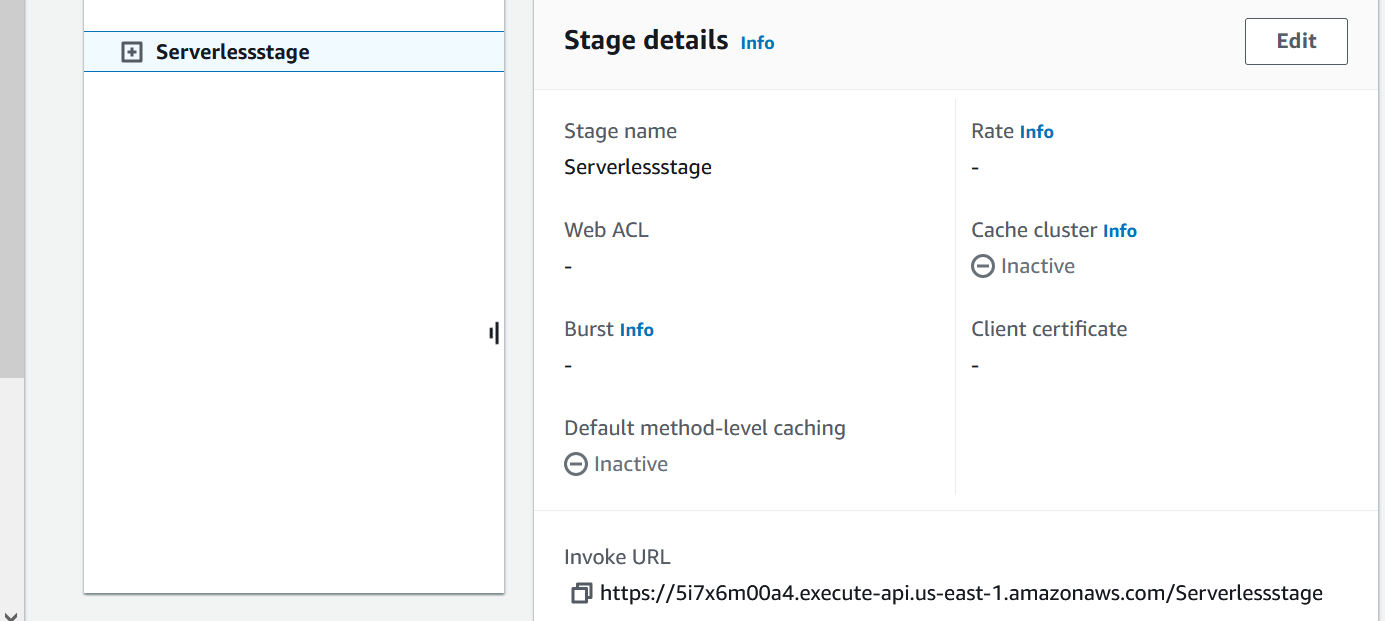 Serverlessstage
Stage details Info
Edit
Stage name
Serverlessstage
Rate Info
-
Web ACL
-
Cache cluster Info
Inactive
Burst Info
-
Client certificate
-
Default method-level caching
Inactive
Invoke URL
https://5i7x6m00a4.execute-api.us-east-1.amazonaws.com/Serverlessstage